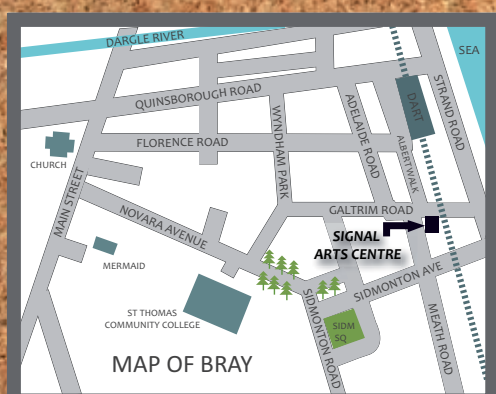 DARGLE RIVER
SEA
QUINSBOROUGH ROAD
DART
STRAND ROAD
FLORENCE ROAD
WYNDHAM PARK
ADELAIDE ROAD
ALBERT WALK
CHURCH
MAIN STREET
NOVARA AVENUE
GALTRIM ROAD
SIGNAL
ARTS CENTRE
MERMAID
SIDMONTON AVE
ST THOMAS
COMMUNITY COLLEGE
SIDMONTON ROAD
SIDM
SQ
MEATH ROAD
MAP OF BRAY